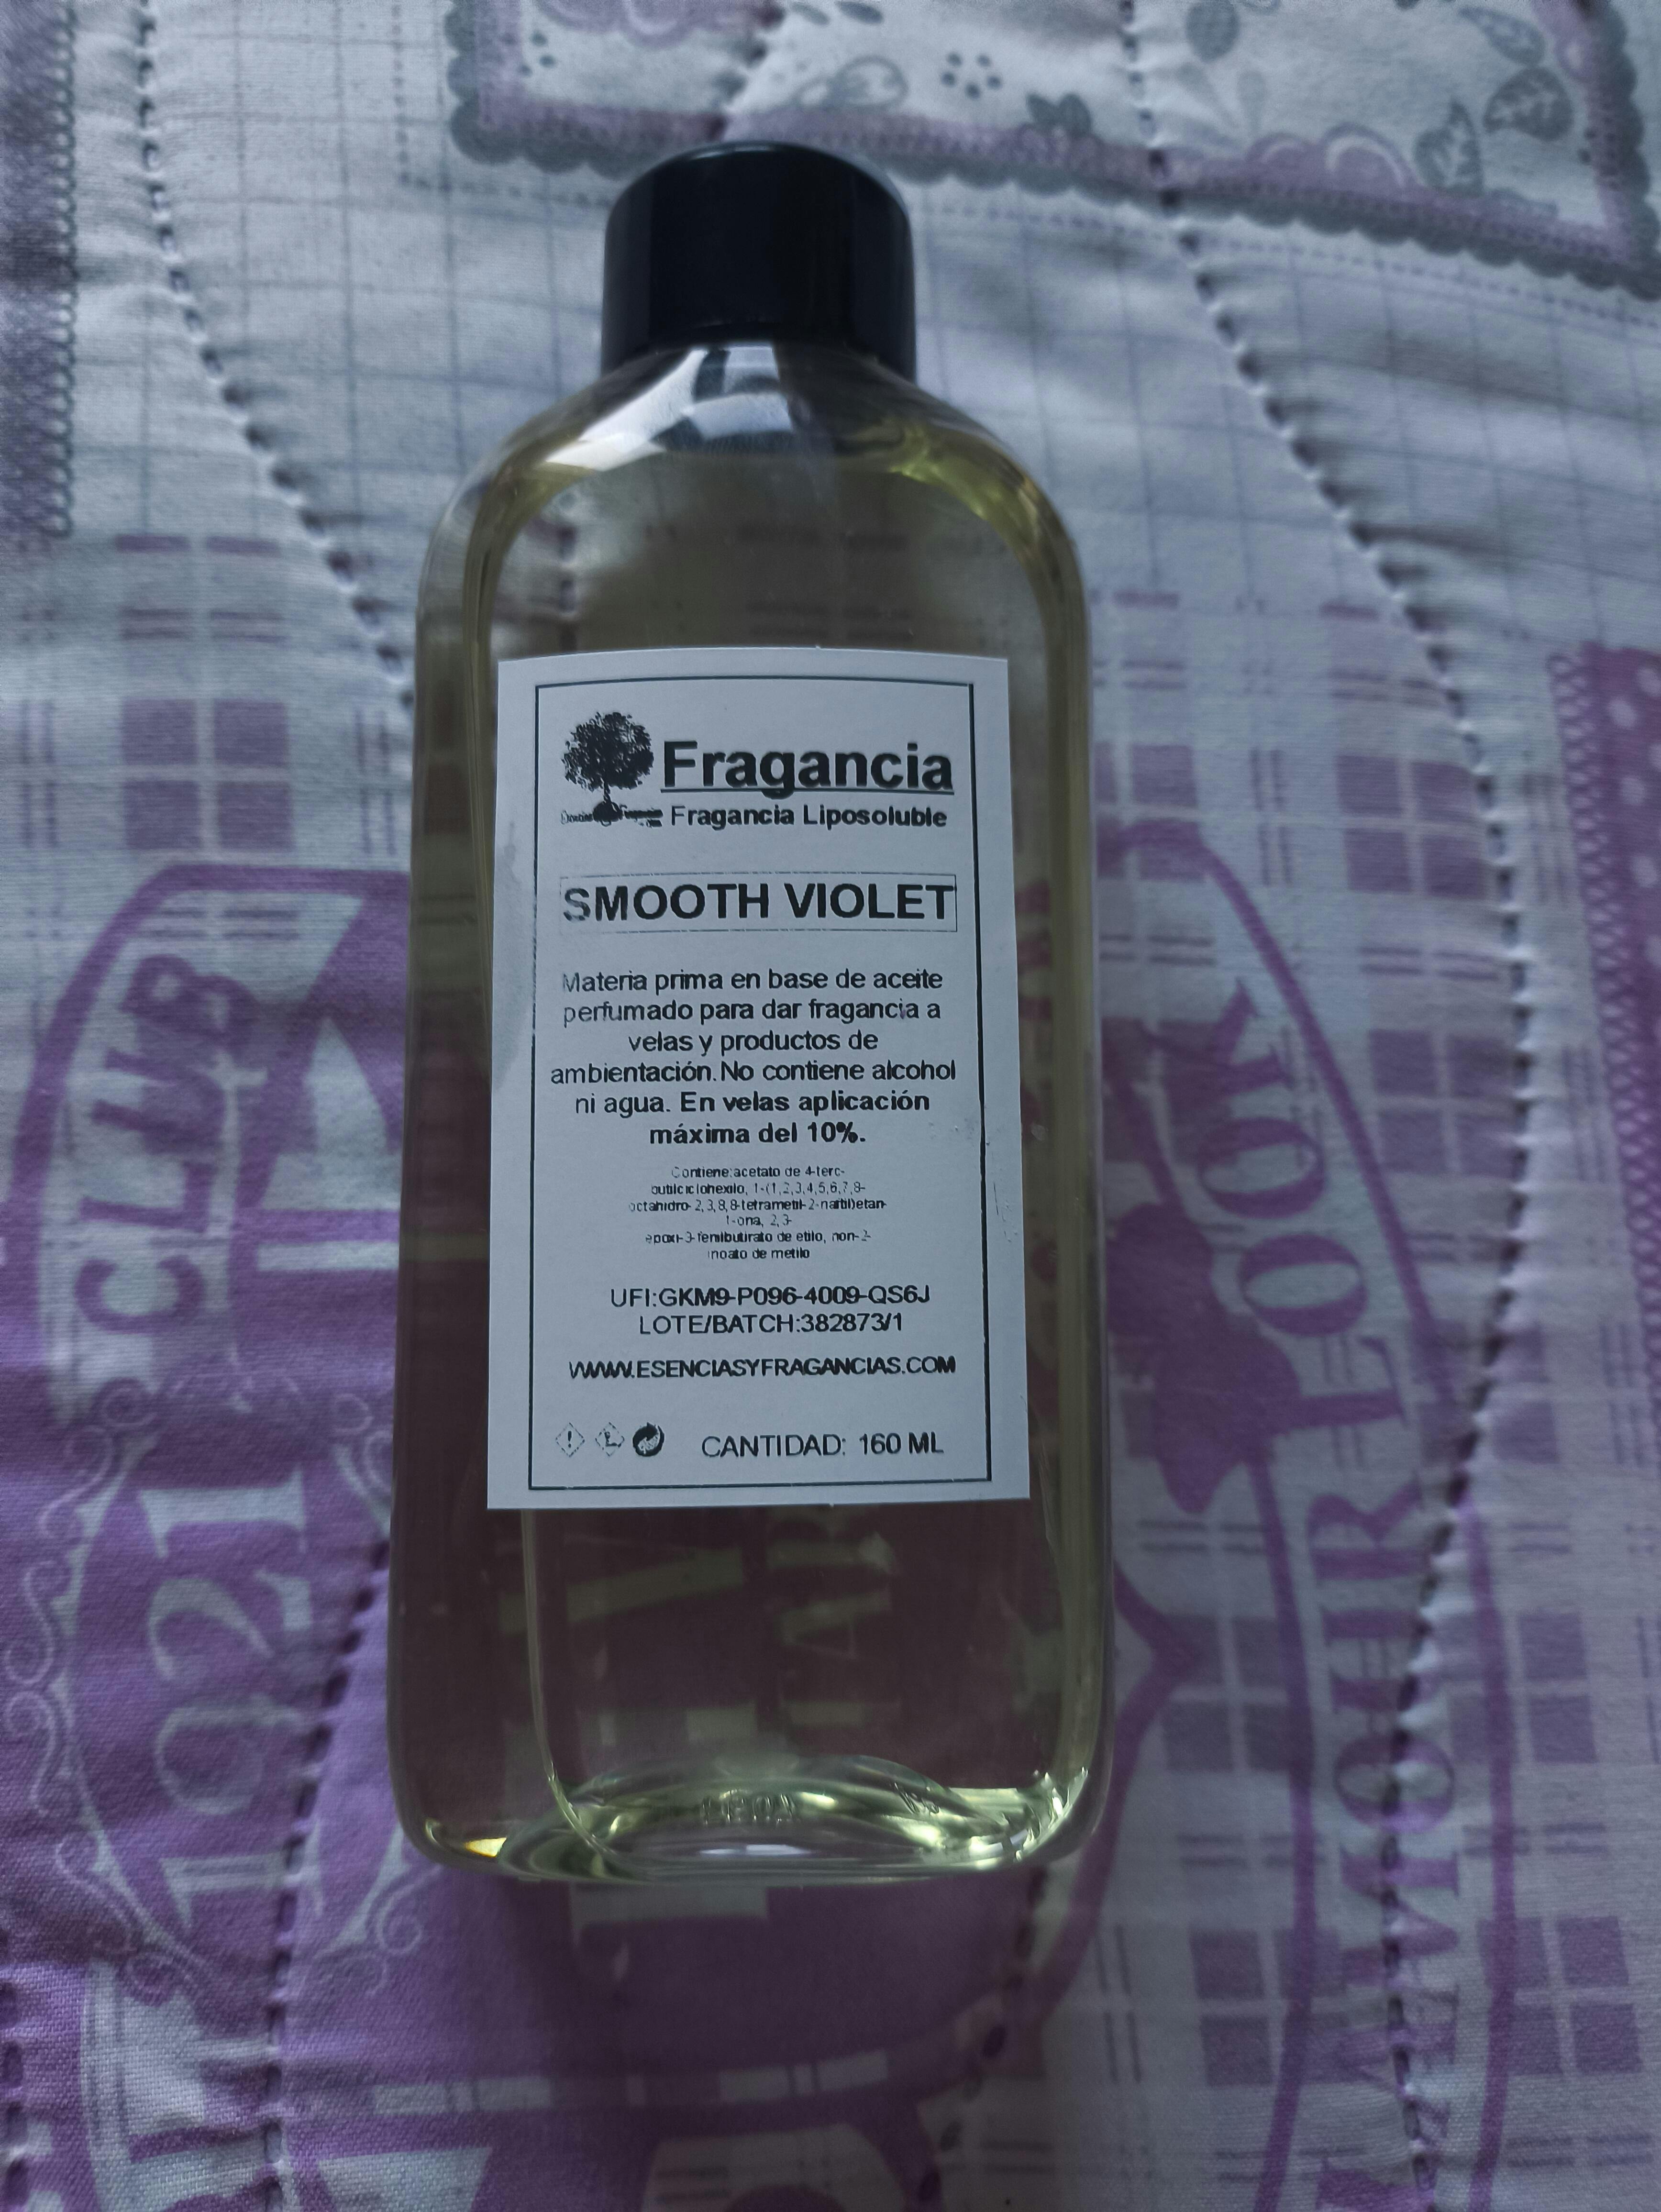 Fragancia
Fragancia Liposoluble
SMOOTH VIOLET
Materia prima en base de aceite
perfumado para dar fragancia a
velas y productos de
ambientación. No contiene alcohol
ni agua. En velas aplicación
máxima del 10%.
Contiene:acetato de 4-terc-
butilciclohexilo, 1-(1,2,3,4,5,6,7,8-
octahidro-2,3,8,8-tetrametil-2-naftil)etan-
1-ona, 2,3-
epoxi-3-fenilbutirato de etilo, non-2-
inoato de metilo
UFI:GKM9-P096-4009-QS6J
LOTE/BATCH:382873/1
WWW.ESENCIASYFRAGANCIAS.COM
CANTIDAD: 160 ML
CLUB
1921